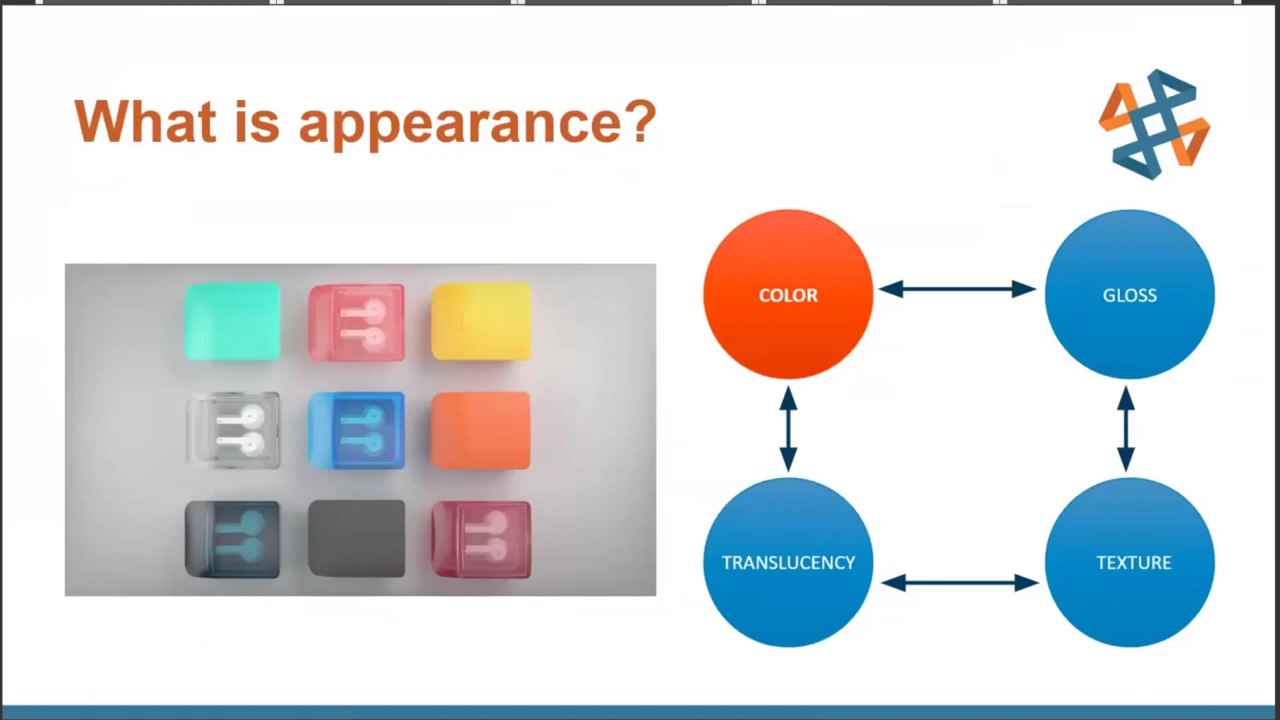 What is appearance?
COLOR
GLOSS
TRANSLUCENCY
TEXTURE